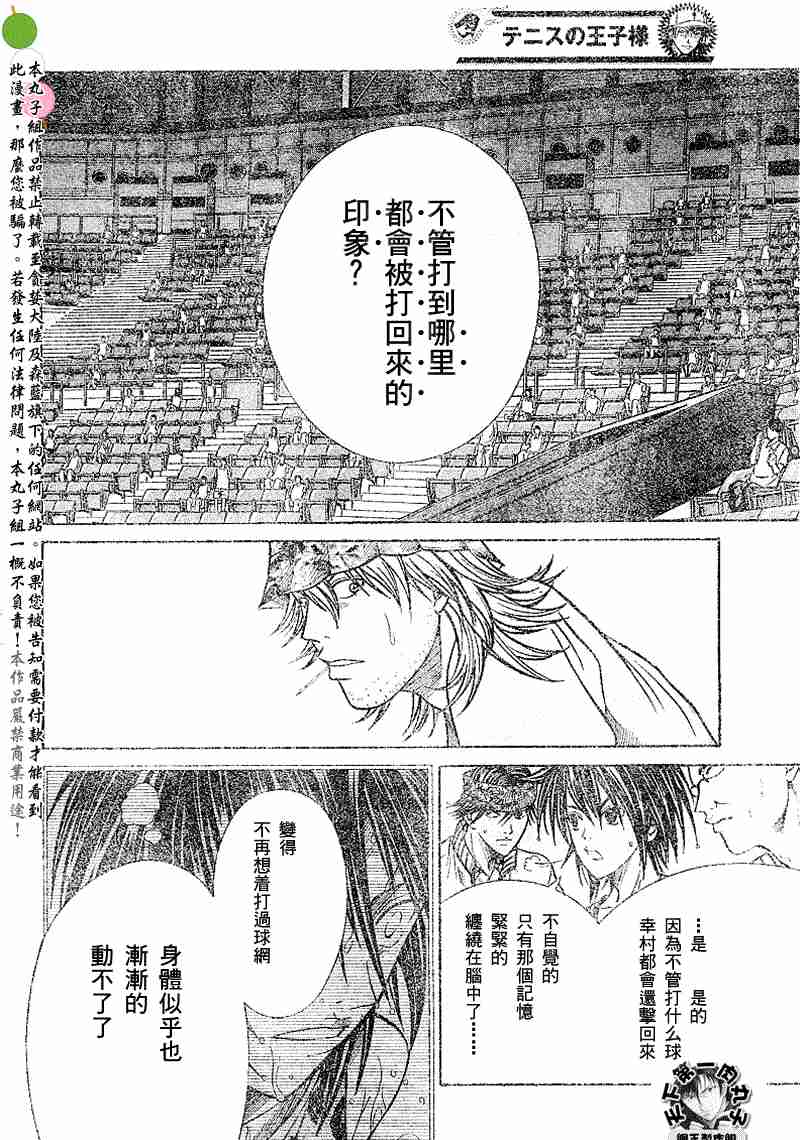 テニスの王子様
不管打到哪里
都會被打回來的
印象?
…是 是的
因為不管打什么球
幸村都會還擊回來
不自覺的
只有那個記憶
緊緊的
纏繞在腦中了……
變得
不再想着打過球網
身體似乎也
漸漸的
動不了了
本丸子組作品禁止轉載至貪婪大陸及森藍旗下的任何網站。如果您被告知需要付款才能看到
此漫畫,那麼您被騙了。若發生任何法律問題,本丸子組一概不負責!本作品嚴禁商業用途!
天下第一肉丸子